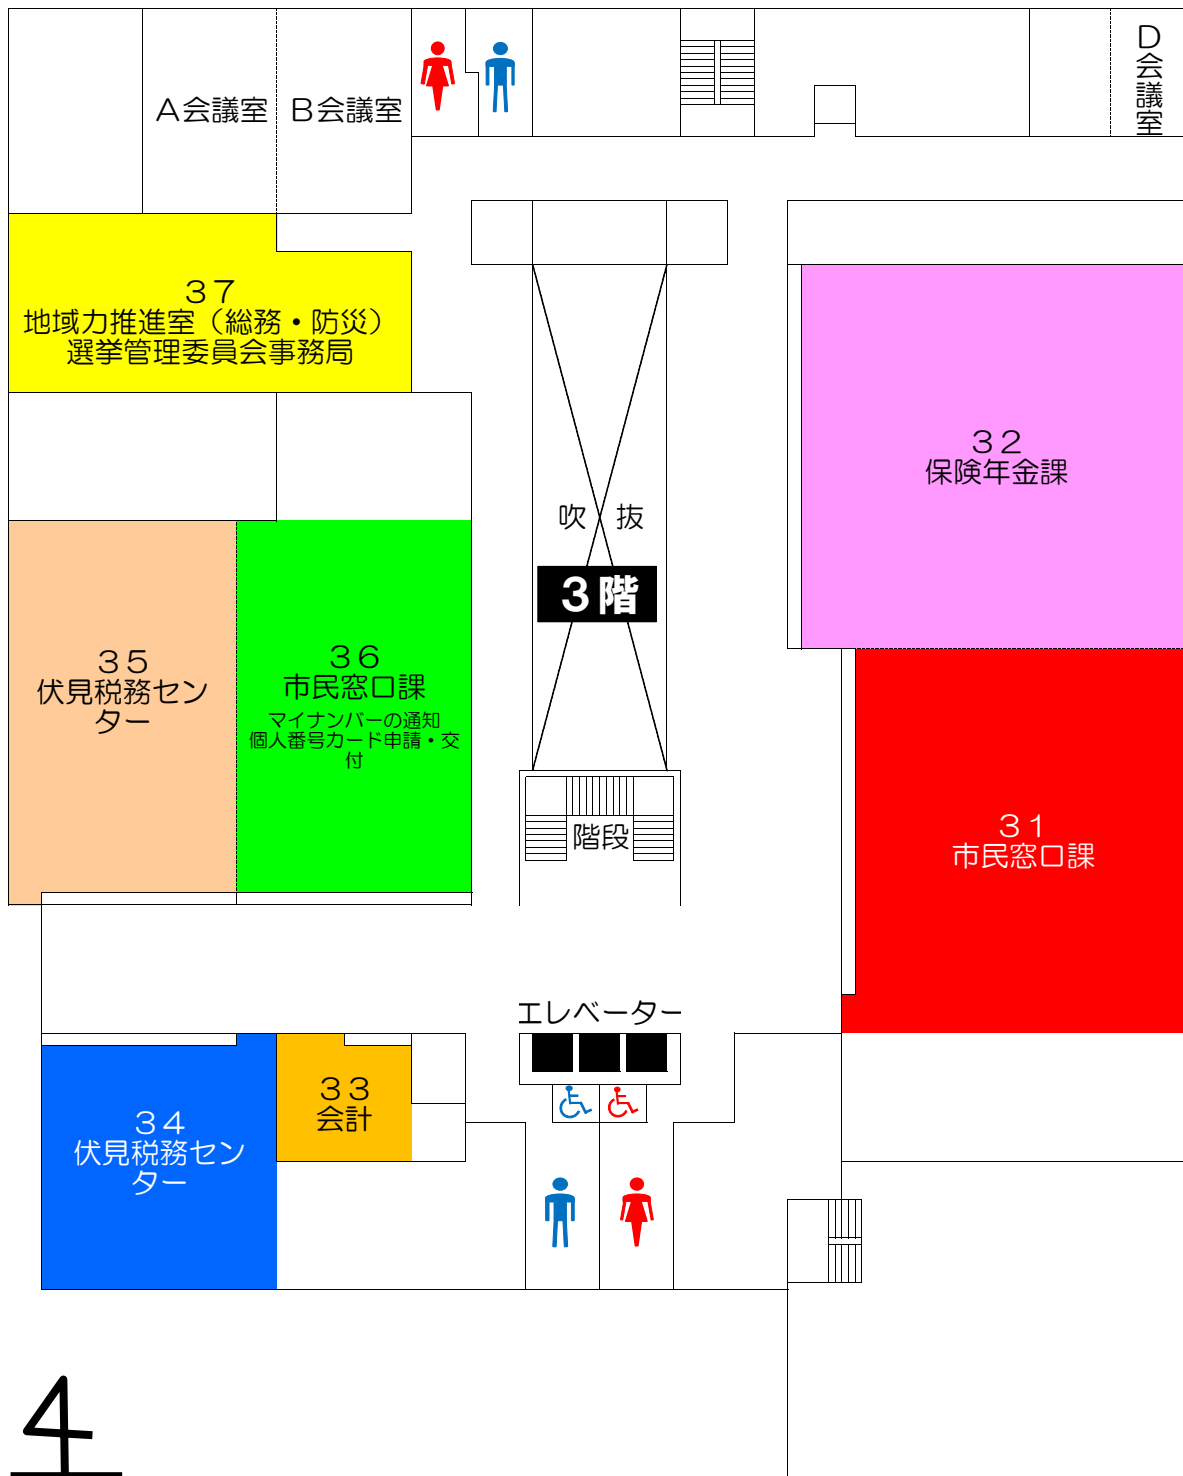 A会議室
B会議室
D会議室
37
地域力推進室（総務・防災）
選挙管理委員会事務局
32
保険年金課
吹 抜
3階
35
伏見税務セン
ター
36
市民窓口課
マイナンバーの通知
個人番号カード申請・交
付
階段
31
市民窓口課
エレベーター
33
会計
34
伏見税務セン
ター
4